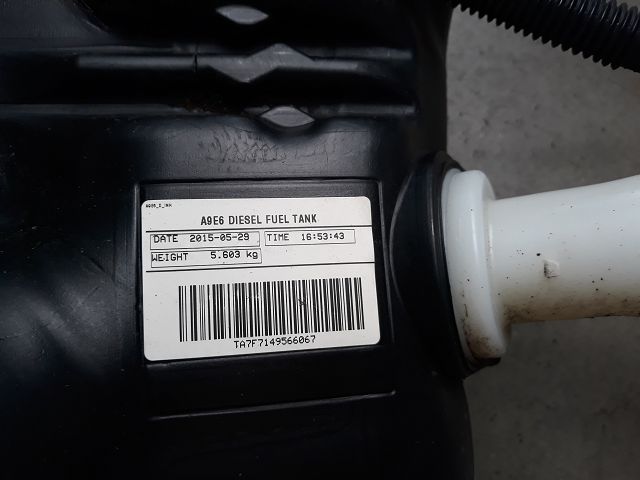 A9E6 DIESEL FUEL TANK
DATE 2015-05-29 TIME 16:53:43
WEIGHT 5.603 kg
TA7F7149566067